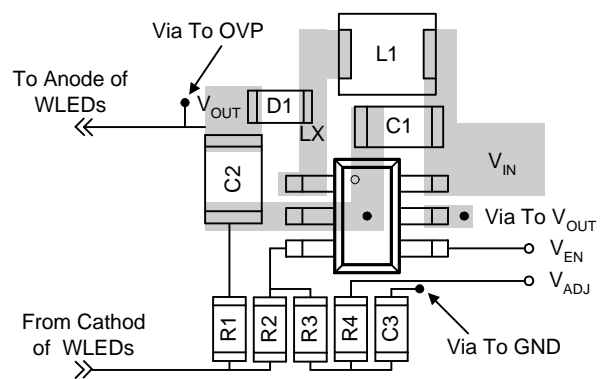 Via To OVP
To Anode of
WLEDs
VOUT
D1
L1
LX
C1
C2
VIN
Via To VOUT
VEN
VADJ
From Cathod
of WLEDs
R1
R2
R3
R4
C3
Via To GND